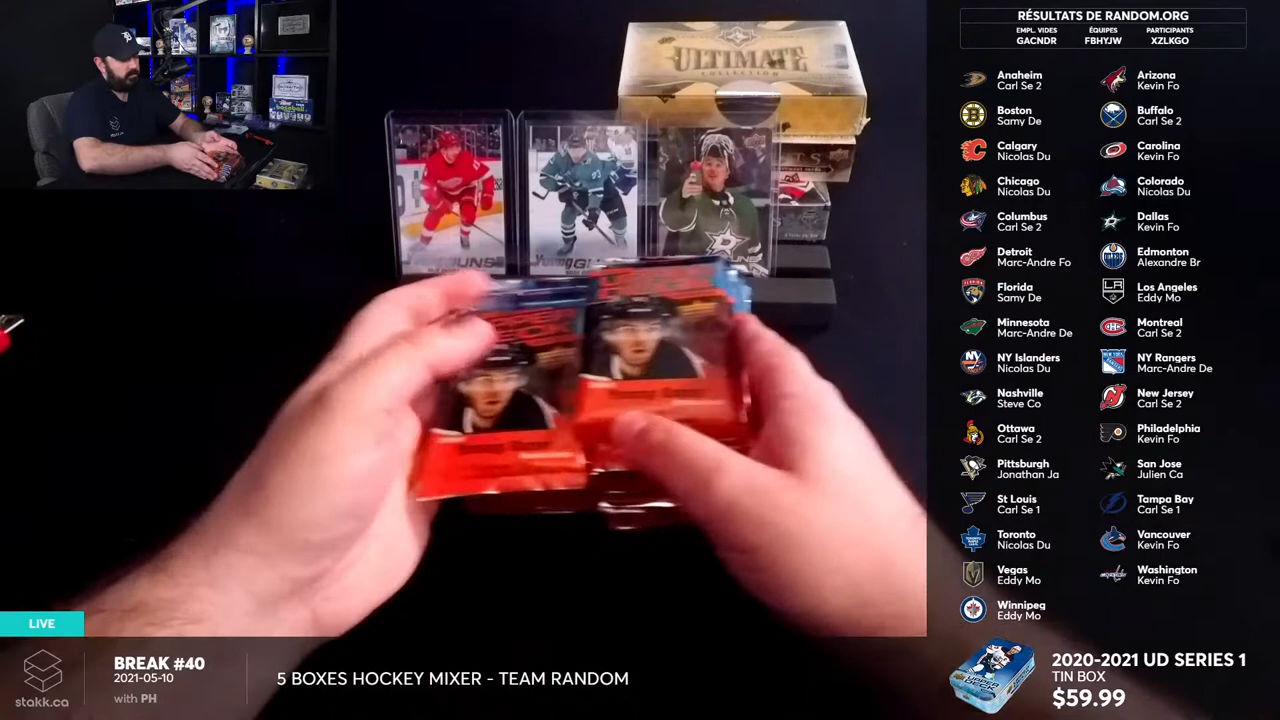 RÉSULTATS DE RANDOM.ORG
EMPL. VIDES
GACNDR
ÉQUIPES
FBHYJW
PARTICIPANTS
XZLKGO
Anaheim
Carl Se 2
Arizona
Kevin Fo
Boston
Samy De
Buffalo
Carl Se 2
Calgary
Nicolas Du
Carolina
Kevin Fo
Chicago
Nicolas Du
Colorado
Nicolas Du
Columbus
Carl Se 2
Dallas
Kevin Fo
Detroit
Marc-Andre Fo
Edmonton
Alexandre Br
Florida
Samy De
Los Angeles
Eddy Mo
Minnesota
Marc-Andre De
Montreal
Carl Se 2
NY Islanders
Nicolas Du
NY Rangers
Marc-Andre De
Nashville
Steve Co
New Jersey
Carl Se 2
Ottawa
Carl Se 2
Philadelphia
Kevin Fo
Pittsburgh
Jonathan Ja
San Jose
Julien Ca
St Louis
Carl Se 1
Tampa Bay
Carl Se 1
Toronto
Nicolas Du
Vancouver
Kevin Fo
Vegas
Eddy Mo
Washington
Kevin Fo
Winnipeg
Eddy Mo
ULTIMATE
COLLECTION
LIVE
stakk.ca
BREAK #40
2021-05-10
with PH
5 BOXES HOCKEY MIXER - TEAM RANDOM
2020-2021 UD SERIES 1
TIN BOX
$59.99